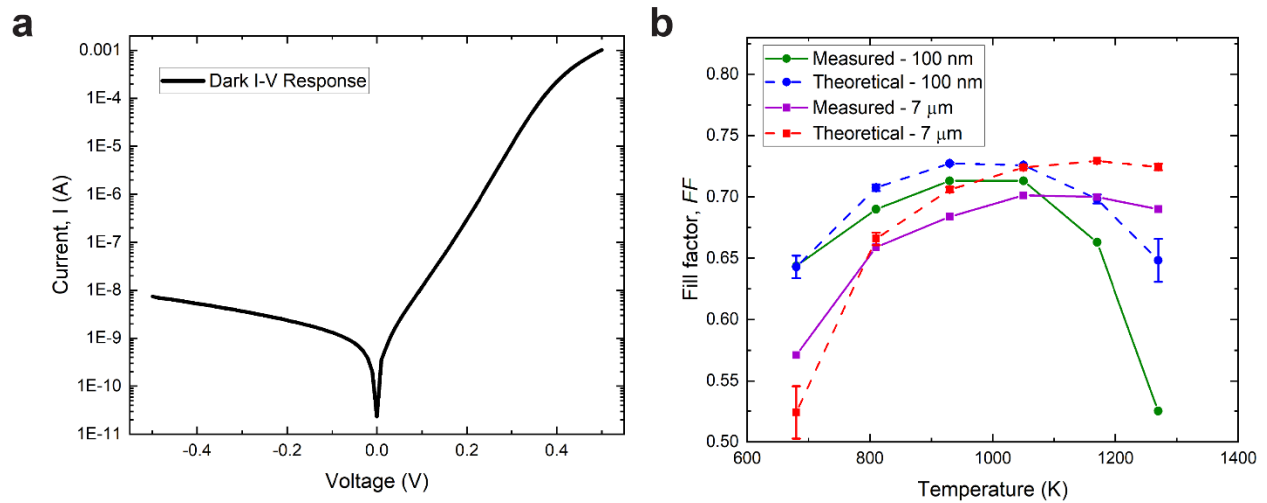 a
0.001
1E-4
1E-5
1E-6
1E-7
1E-8
1E-9
1E-10
1E-11
Current, I (A)
Dark I-V Response
-0.4
-0.2
0.0
0.2
0.4
Voltage (V)
b
0.80
0.75
0.70
0.65
0.60
0.55
0.50
Fill factor, FF
Measured - 100 nm
Theoretical - 100 nm
Measured - 7 μm
Theoretical - 7 μm
600
800
1000
1200
1400
Temperature (K)